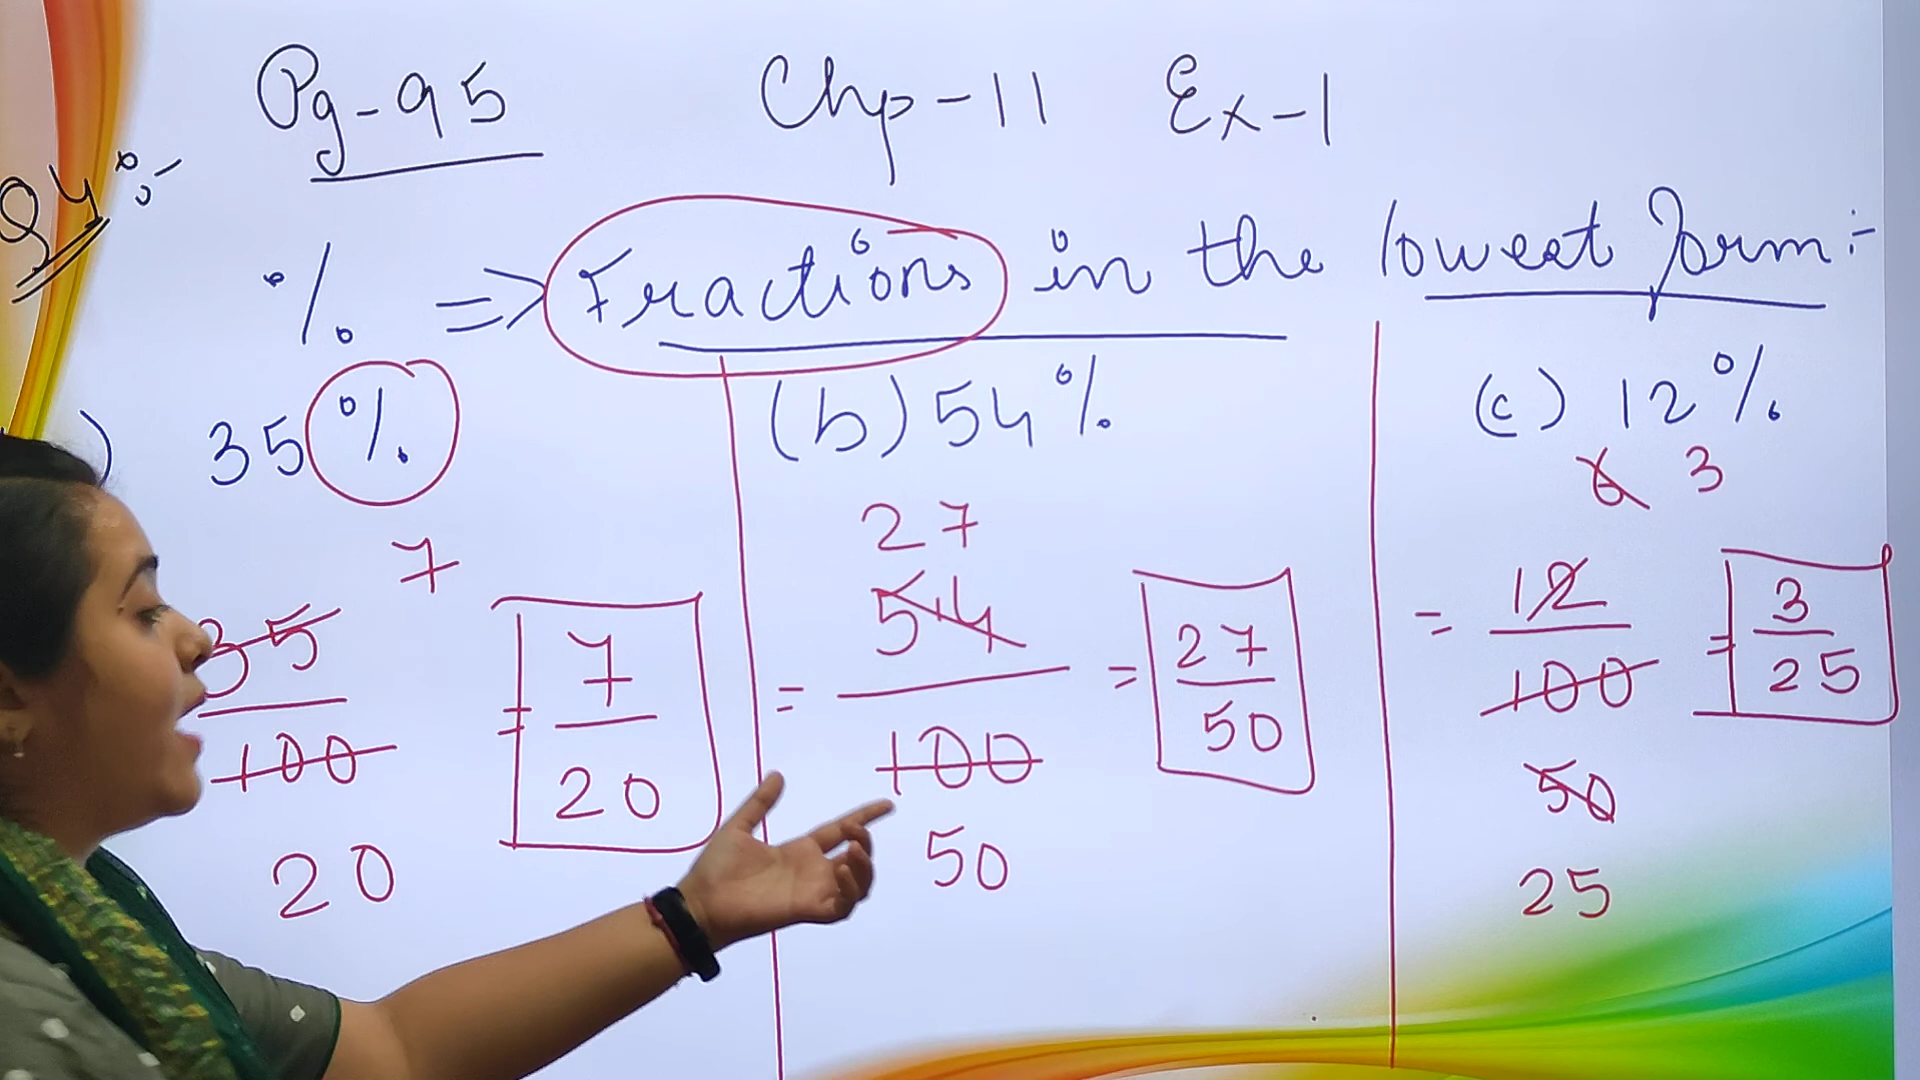 Pg-95 Chp-11 Ex-1
Q4:-
% => Fractions in the lowest form:-
) 35%
7
35/100 = 7/20
20
(b) 54%
27
= 54/100 = 27/50
50
(c) 12%
6 3
= 12/100 = 3/25
50
25